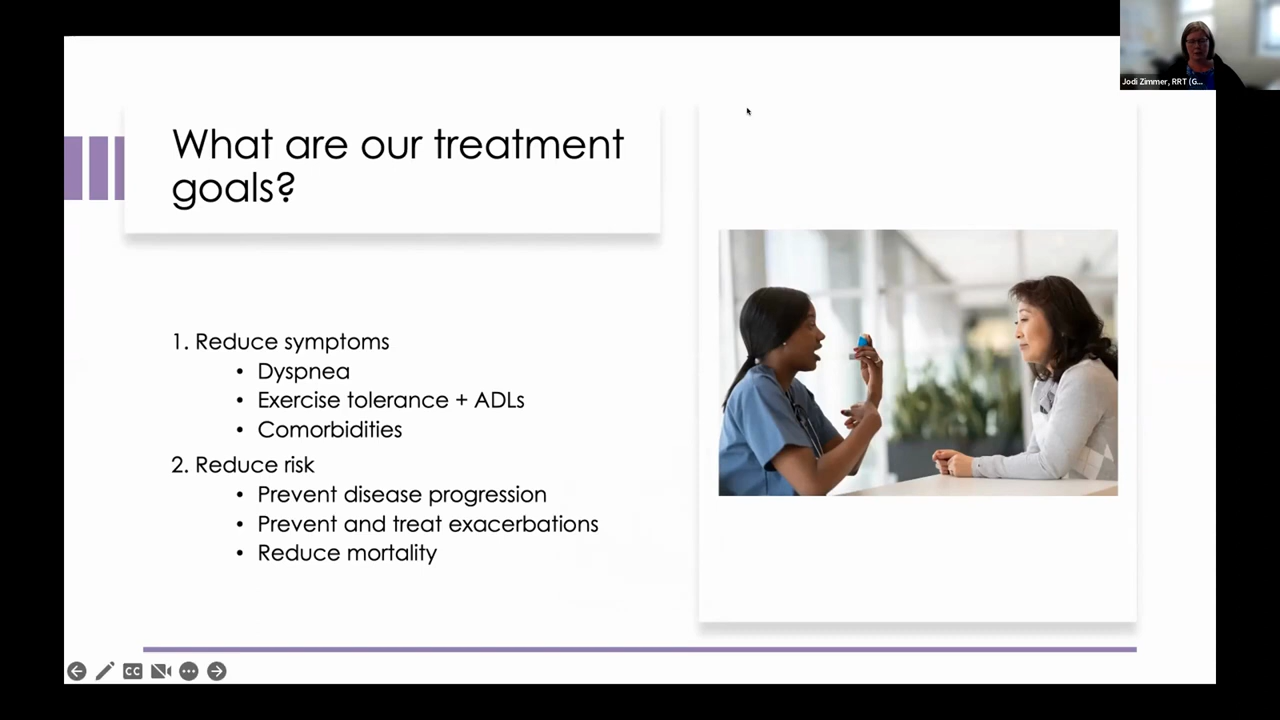 Jodi Zimmer, RRT (G...
What are our treatment
goals?
1. Reduce symptoms
• Dyspnea
• Exercise tolerance + ADLs
• Comorbidities
2. Reduce risk
• Prevent disease progression
• Prevent and treat exacerbations
• Reduce mortality
CC